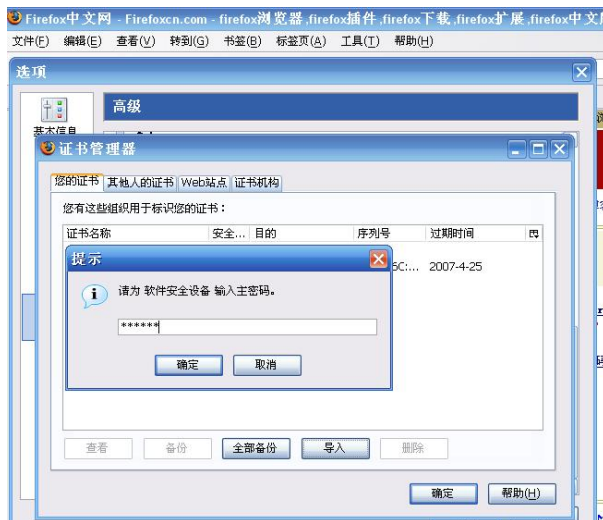 Firefox中文网 - Firefoxcn.com - firefox浏览器 ,firefox插件 ,firefox下载 ,firefox扩展 ,firefox中文
文件(F) 编辑(E) 查看(V) 转到(G) 书签(B) 标签页(A) 工具(T) 帮助(H)
选项
高级
基本信息
证书管理器
您的证书 其他人的证书 Web站点 证书机构
您有这些组织用于标识您的证书：
证书名称 安全... 目的 序列号 过期时间
提示
6C:... 2007-4-25
请为 软件安全设备 输入主密码。
******
确定 取消
查看 备份 全部备份 导入 删除
确定 帮助(H)